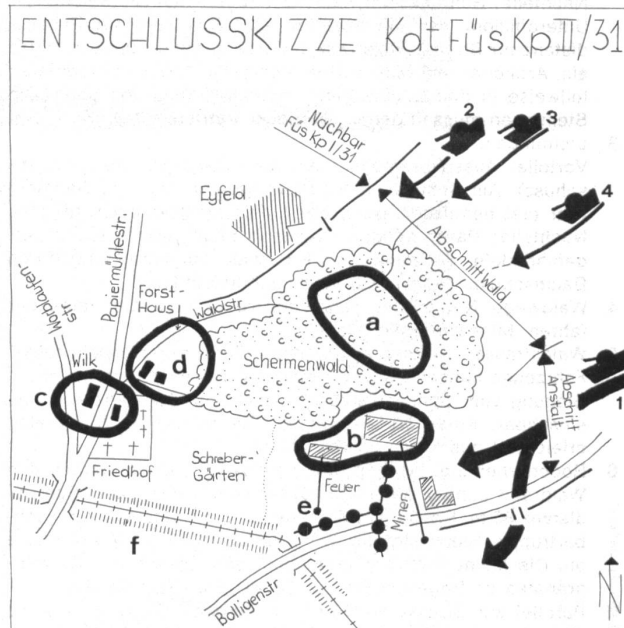 ENTSCHLUSSKIZZE Kdt Füs Kp II/31
Nachbar
Füs Kp I/31
2
3
4
Eyfeld
Abschnitt Wald
Worblaufen
str
Papiermühlestr.
Forst-
Haus
Waldstr
a
Schermenwald
d
c
Wilk
Abschnitt
Anstalt
1
b
Friedhof
Schreber-
Gärten
Feuer
Minen
e
f
Bolligenstr
N